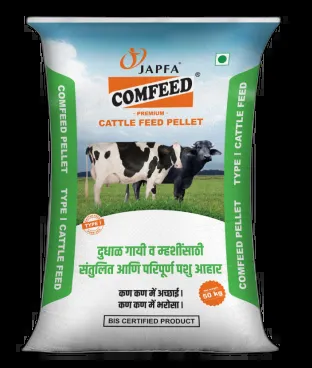 JAPFA
COMFEED®
PREMIUM
CATTLE FEED PELLET
COMFEED PELLET TYPE I CATTLE FEED
COMFEED PELLET TYPE I CATTLE FEED
TYPE I
दुधाळ गायी व म्हशींसाठी
संतुलित आणि परिपूर्ण पशु आहार
कण कण में अच्छाई।
कण कण में भरोसा।
50 kg
BIS CERTIFIED PRODUCT